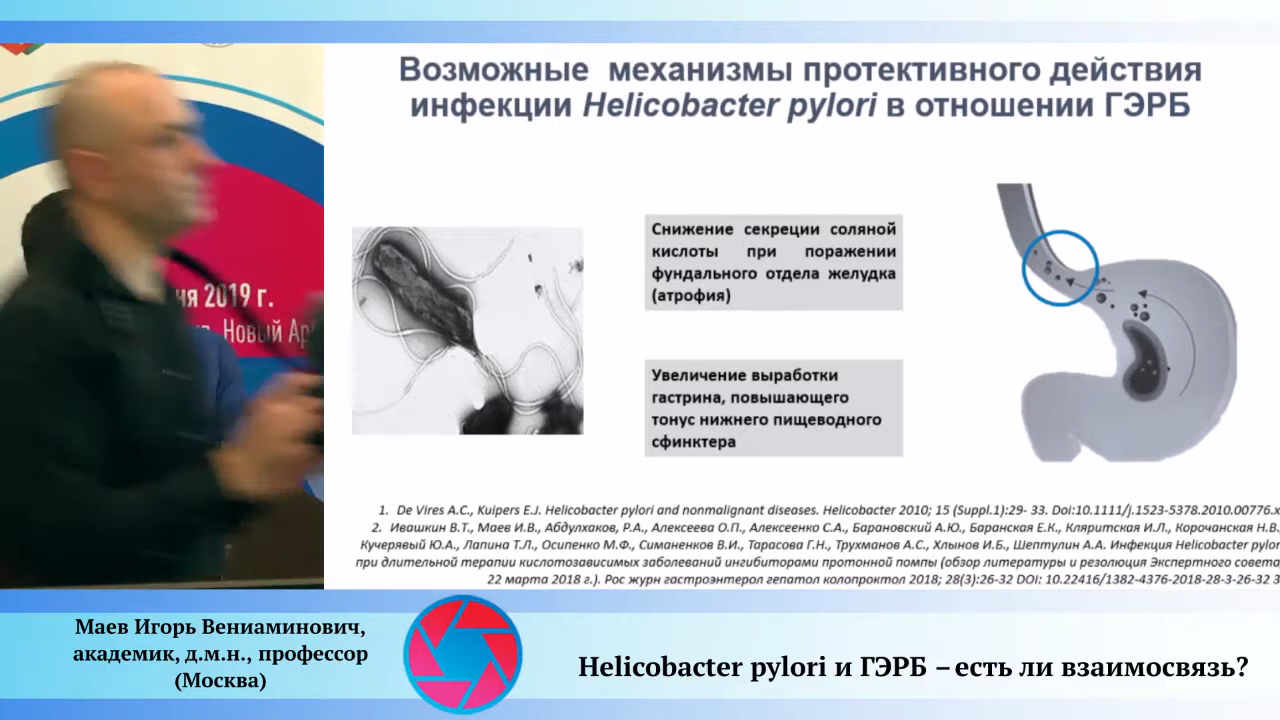 Возможные механизмы протективного действия
инфекции Helicobacter pylori в отношении ГЭРБ
Снижение секреции соляной
кислоты при поражении
фундального отдела желудка
(атрофия)
Увеличение выработки
гастрина, повышающего
тонус нижнего пищеводного
сфинктера
2019 г.
Новый
1. De Vires A.C., Kuipers E.J. Helicobacter pylori and nonmalignant diseases. Helicobacter 2010; 15 (Suppl.1):29- 33. Doi:10.1111/j.1523-5378.2010.00776.x
2. Ивашкин В.Т., Маев И.В., Абдулхаков, Р.А., Алексеева О.П., Алексеенко С.А., Барановский А.Ю., Баранская Е.К., Кляритская И.Л., Корочанская Н.В.,
Кучерявый Ю.А., Лапина Т.Л., Осипенко М.Ф., Симаненков В.И., Тарасова Г.Н., Трухманов А.С., Хлынов И.Б., Шептулин А.А. Инфекция Helicobacter pylor
при длительной терапии кислотозависимых заболеваний ингибиторами протонной помпы (обзор литературы и резолюция Экспертного совета,
22 марта 2018 г.). Рос журн гастроэнтерол гепатол колопроктол 2018; 28(3):26-32 DOI: 10.22416/1382-4376-2018-28-3-26-32 3
Маев Игорь Вениаминович,
академик, д.м.н., профессор
(Москва)
Helicobacter pylori и ГЭРБ – есть ли взаимосвязь?